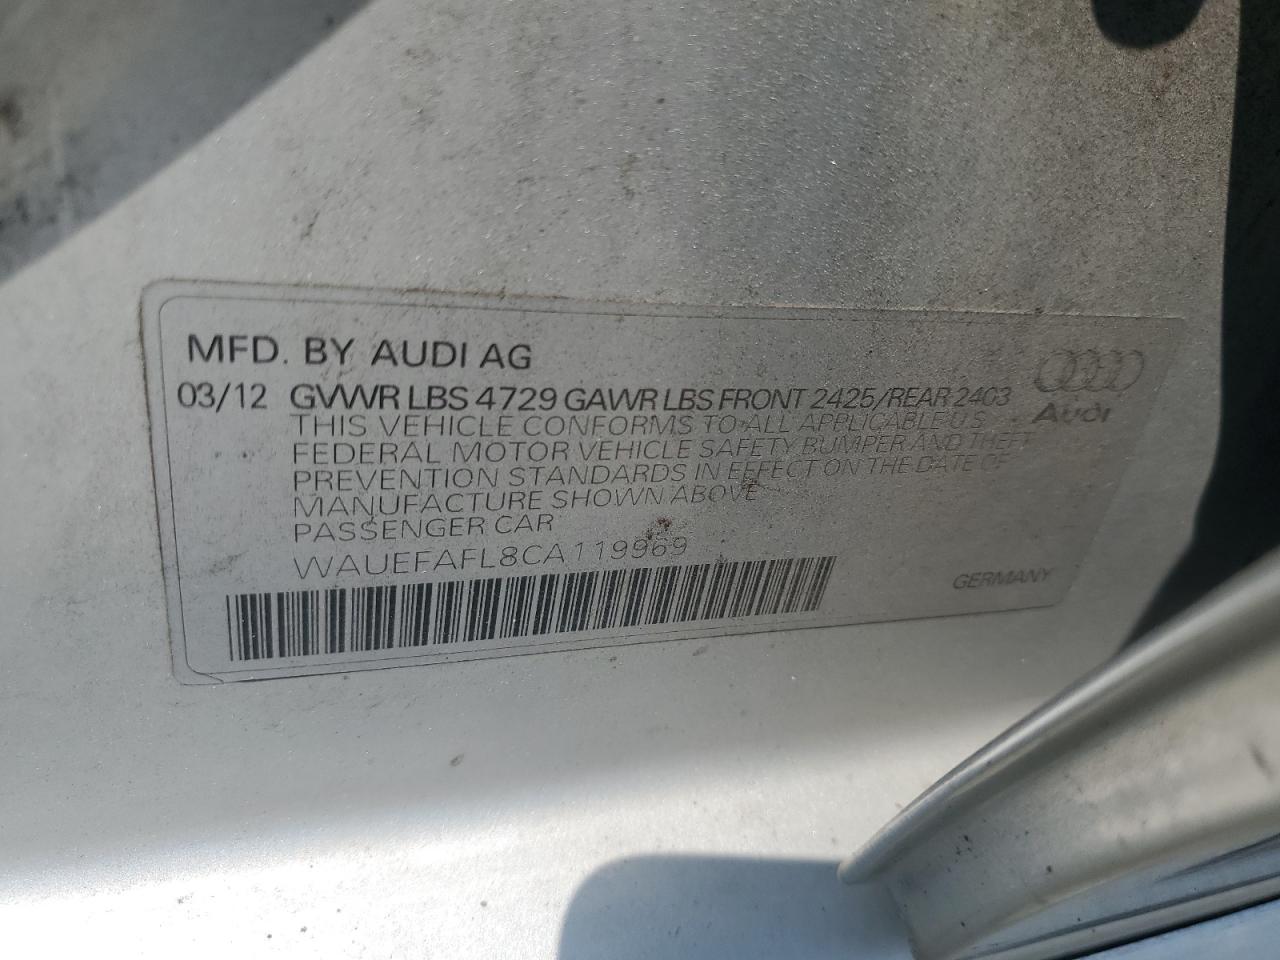 MFD. BY AUDI AG
03/12 GVWR LBS 4729 GAWR LBS FRONT 2425/REAR 2403
Audi
THIS VEHICLE CONFORMS TO ALL APPLICABLE U.S
FEDERAL MOTOR VEHICLE SAFETY BUMPER AND THEFT
PREVENTION STANDARDS IN EFFECT ON THE DATE OF
MANUFACTURE SHOWN ABOVE
PASSENGER CAR
WAUEFAFL8CA119969
GERMANY